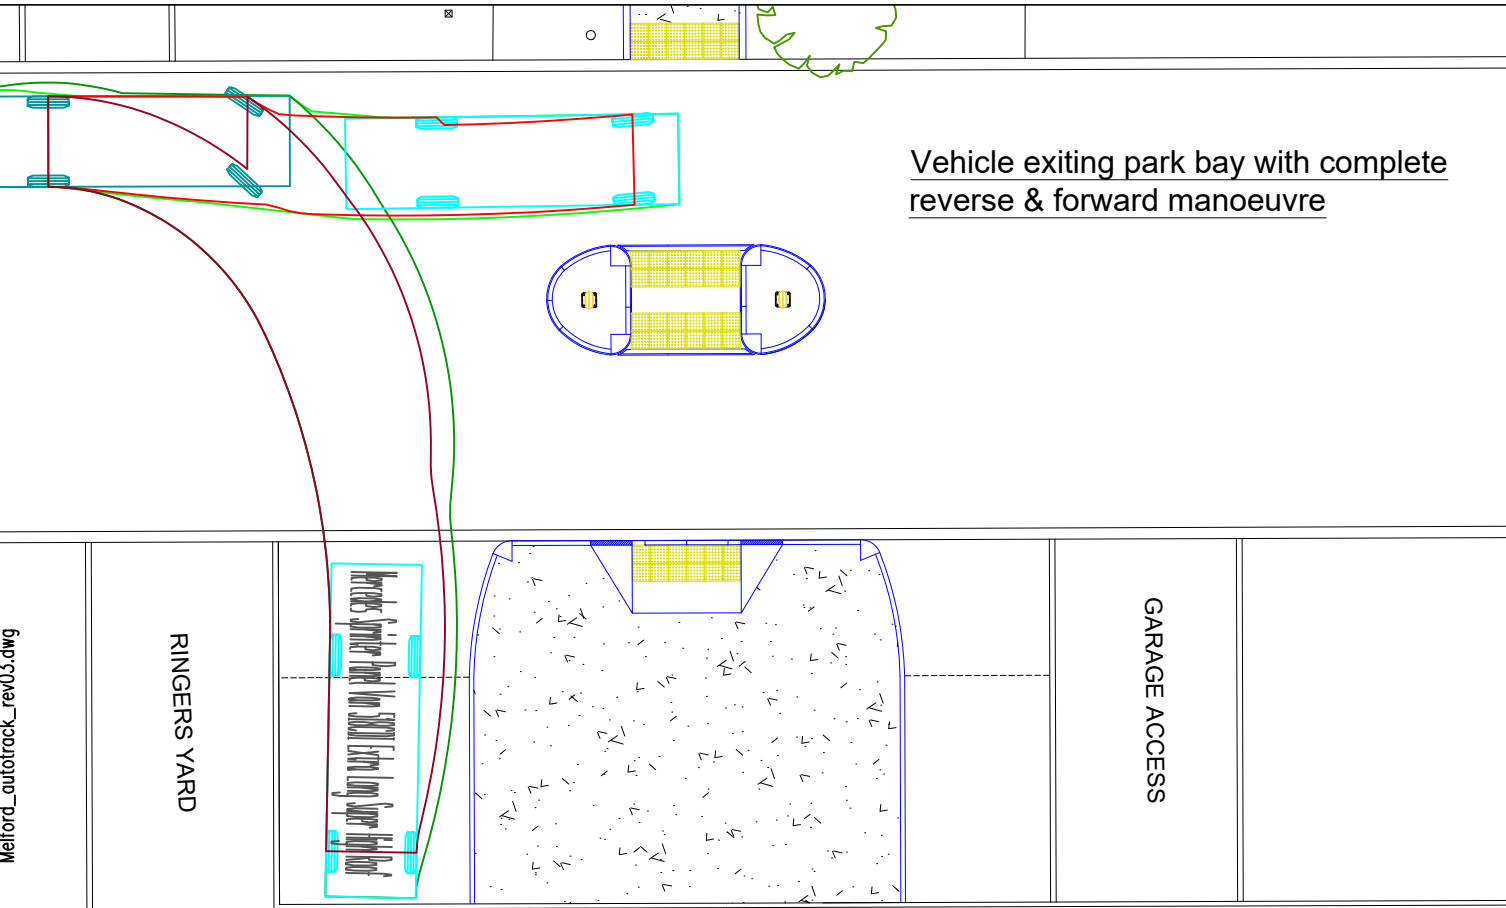 Vehicle exiting park bay with complete
reverse & forward manoeuvre
Melford_autotrack_rev03.dwg
RINGERS YARD
Mercedes Sprinter Panel Van
Extra Long Super High Roof
GARAGE ACCESS